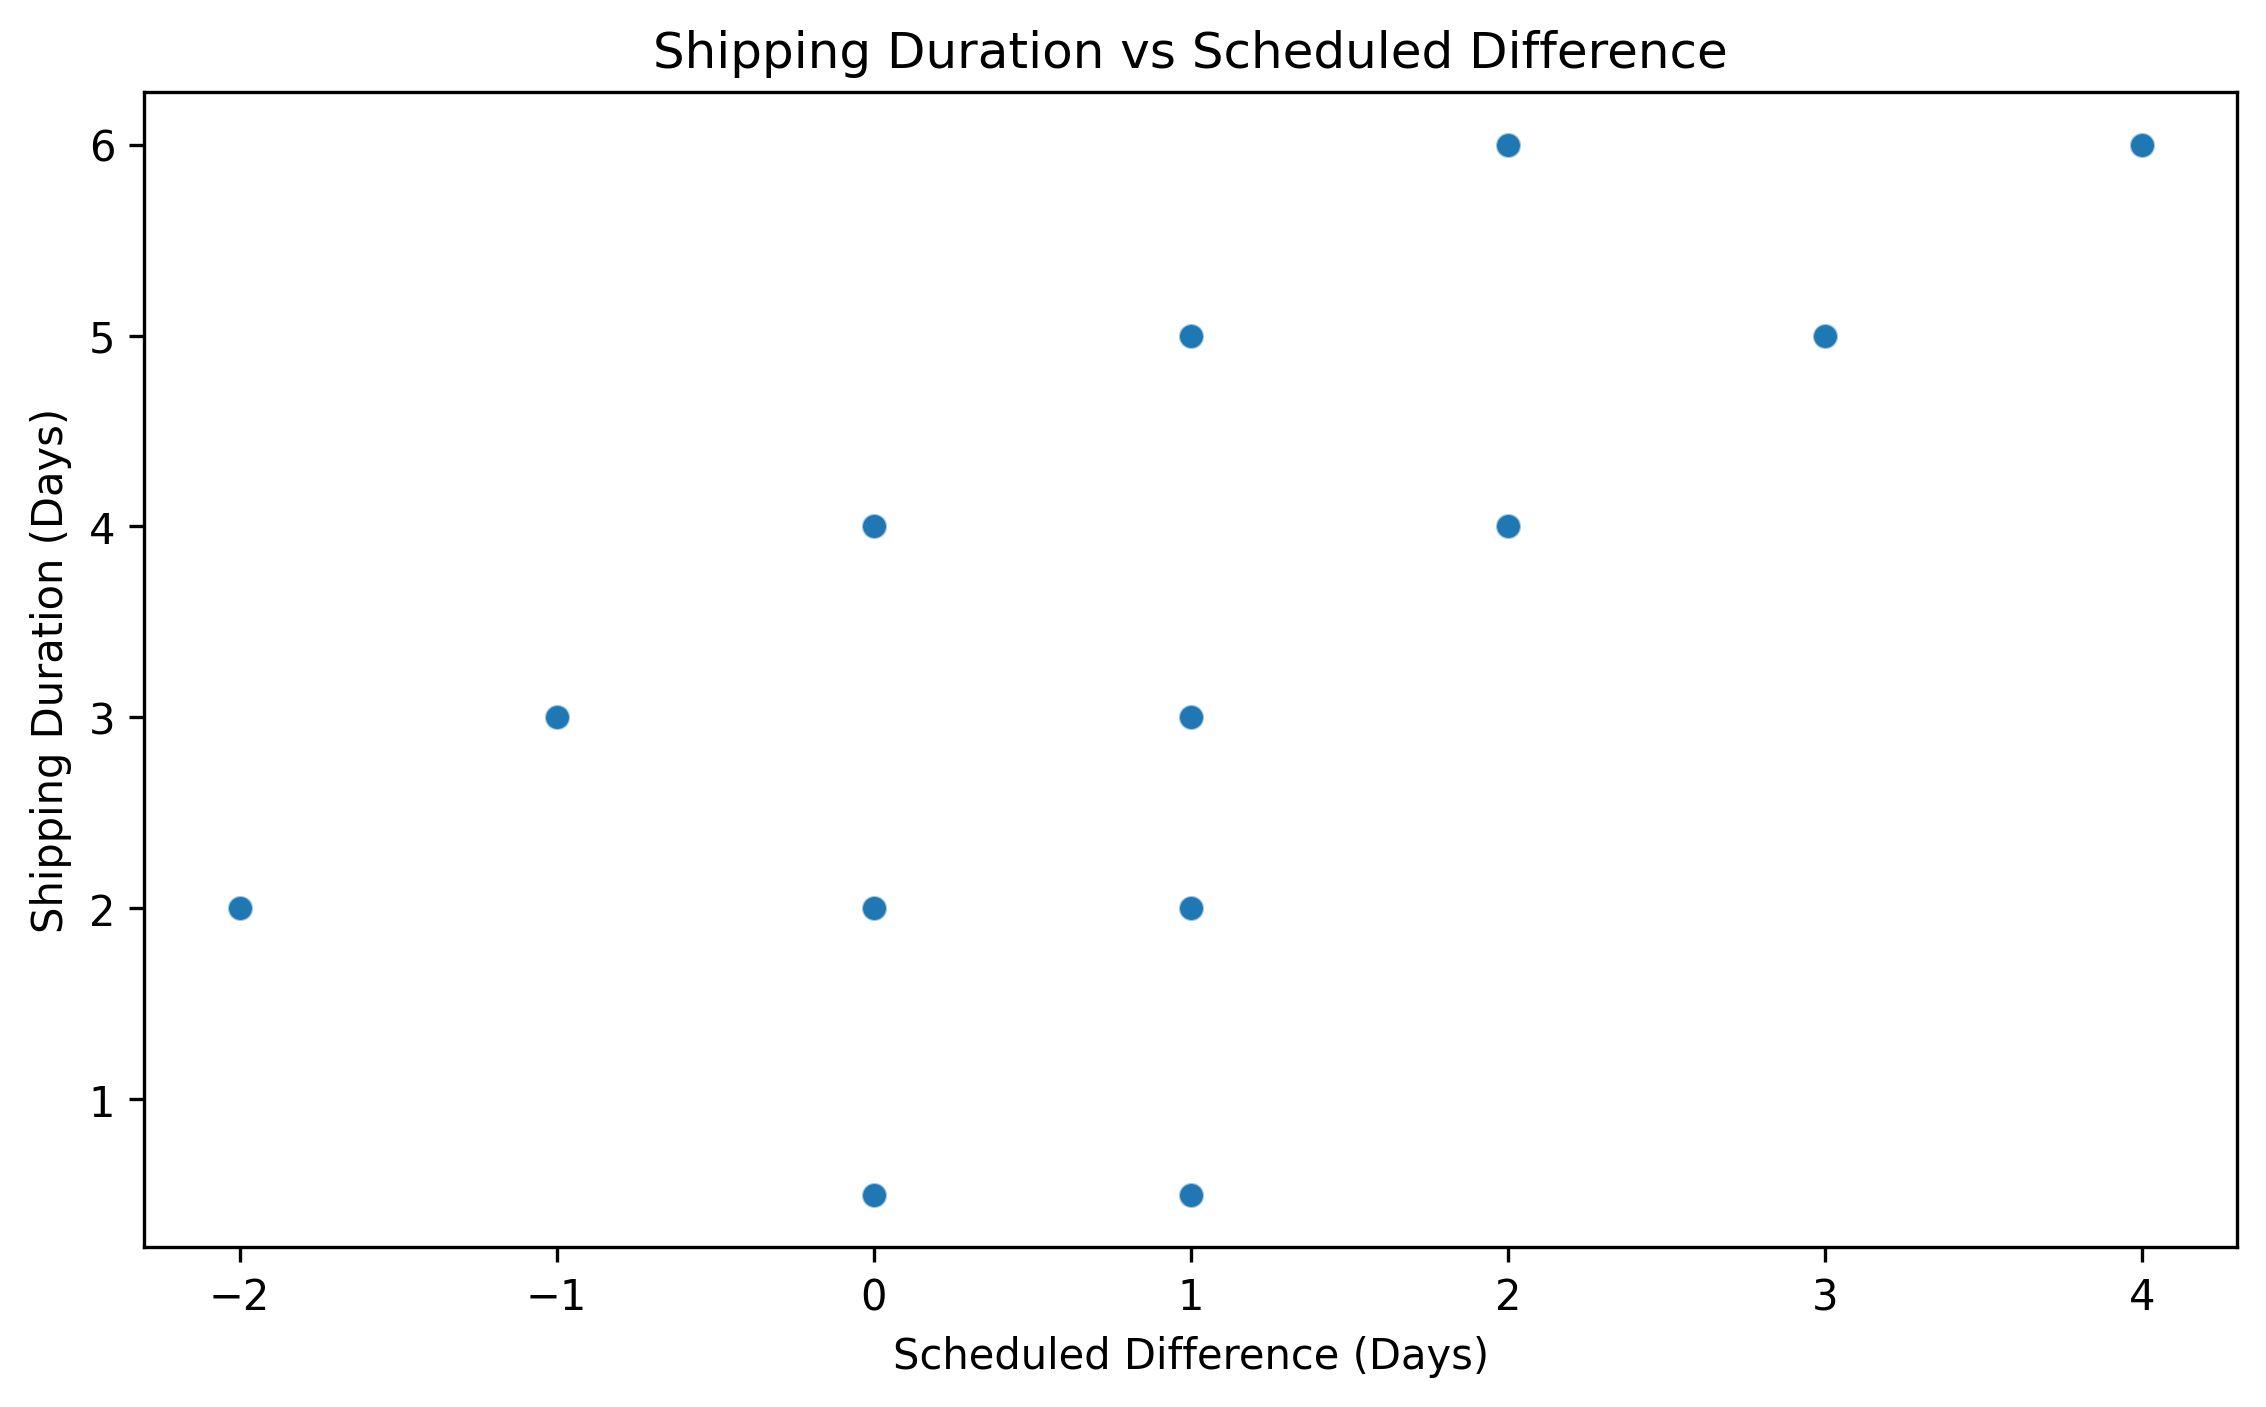 Shipping Duration vs Scheduled Difference
6
5
4
3
2
1
Shipping Duration (Days)
−2 −1 0 1 2 3 4
Scheduled Difference (Days)